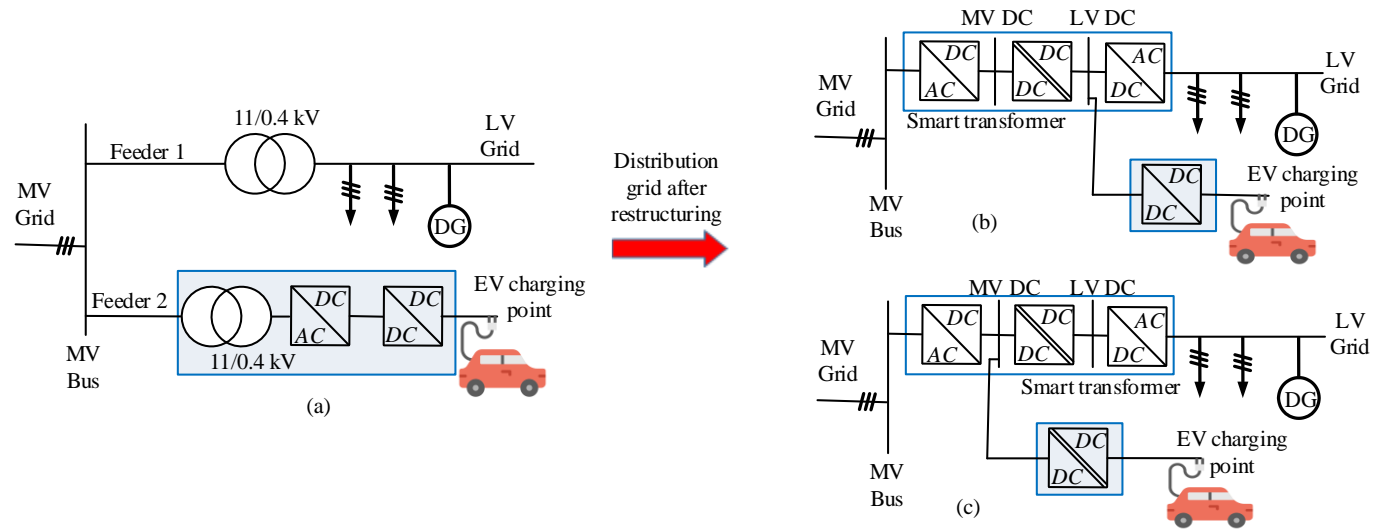 MV
Grid
Feeder 1
11/0.4 kV
LV
Grid
DG
Feeder 2
11/0.4 kV
DC
AC
DC
DC
EV charging
point
MV
Bus
(a)
Distribution
grid after
restructuring
MV DC
LV DC
MV
Grid
DC
AC
DC
DC
AC
DC
Smart transformer
LV
Grid
DG
DC
DC
EV charging
point
MV
Bus
(b)
MV DC
LV DC
MV
Grid
DC
AC
DC
DC
AC
DC
Smart transformer
LV
Grid
DG
DC
DC
EV charging
point
MV
Bus
(c)